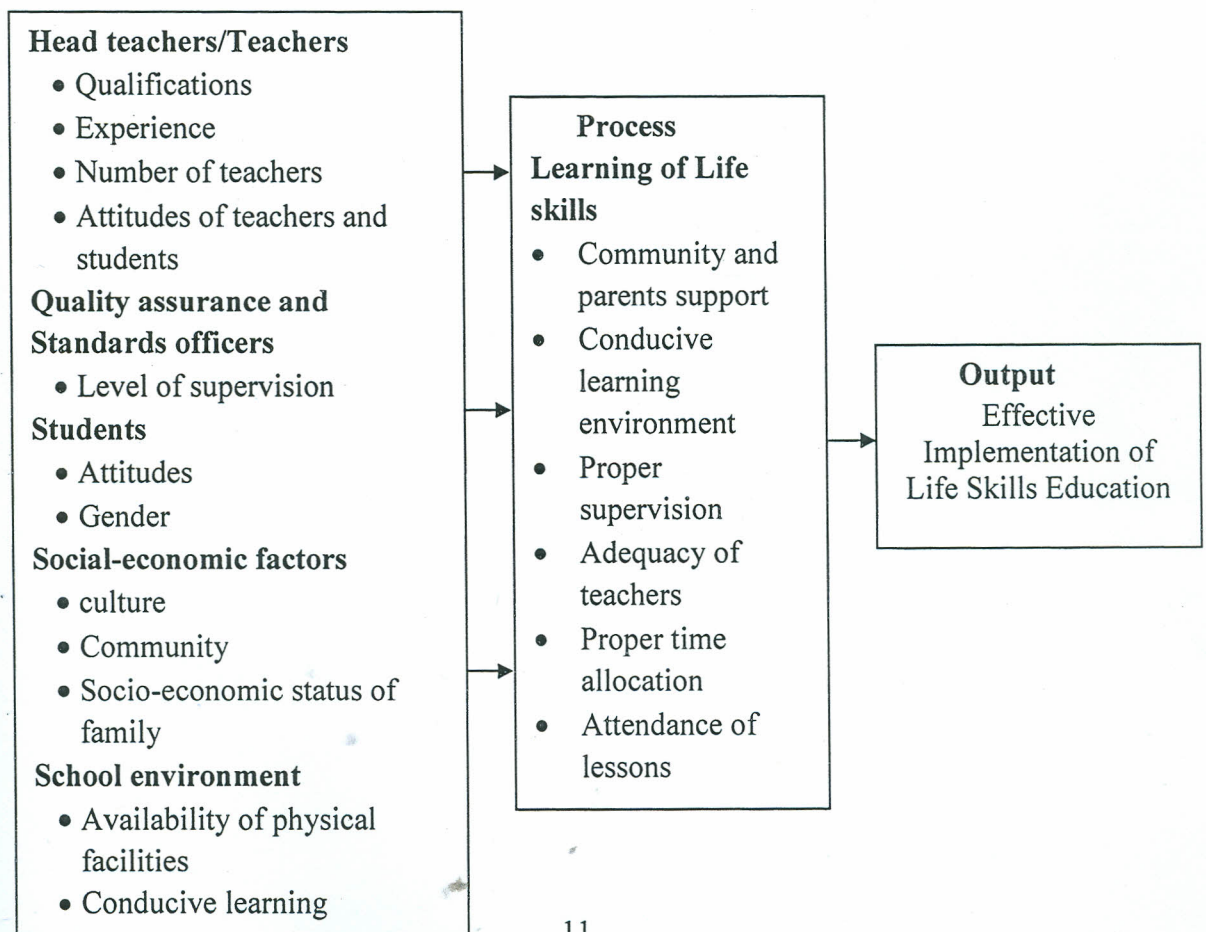 Head teachers/Teachers
• Qualifications
• Experience
• Number of teachers
• Attitudes of teachers and
students
Quality assurance and
Standards officers
• Level of supervision
Students
• Attitudes
• Gender
Social-economic factors
• culture
• Community
• Socio-economic status of
family
School environment
• Availability of physical
facilities
• Conducive learning
Process
Learning of Life
skills
• Community and
parents support
• Conducive
learning
environment
• Proper
supervision
• Adequacy of
teachers
• Proper time
allocation
• Attendance of
lessons
Output
Effective
Implementation of
Life Skills Education
11